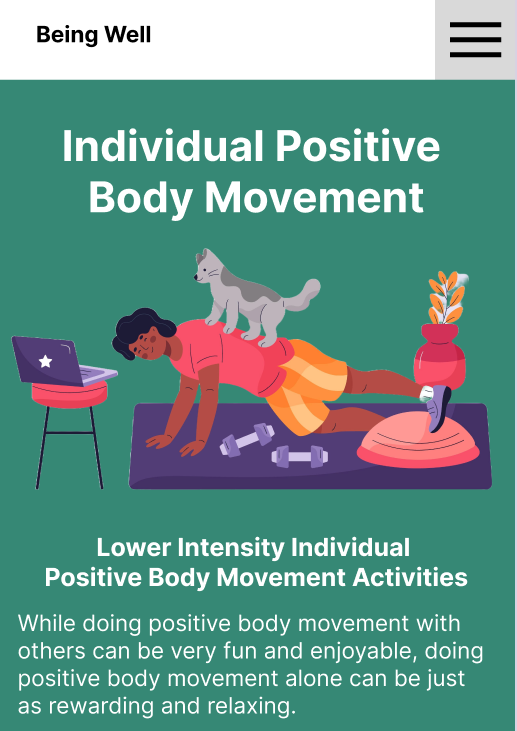 Being Well
Individual Positive
Body Movement
Lower Intensity Individual
Positive Body Movement Activities
While doing positive body movement with
others can be very fun and enjoyable, doing
positive body movement alone can be just
as rewarding and relaxing.